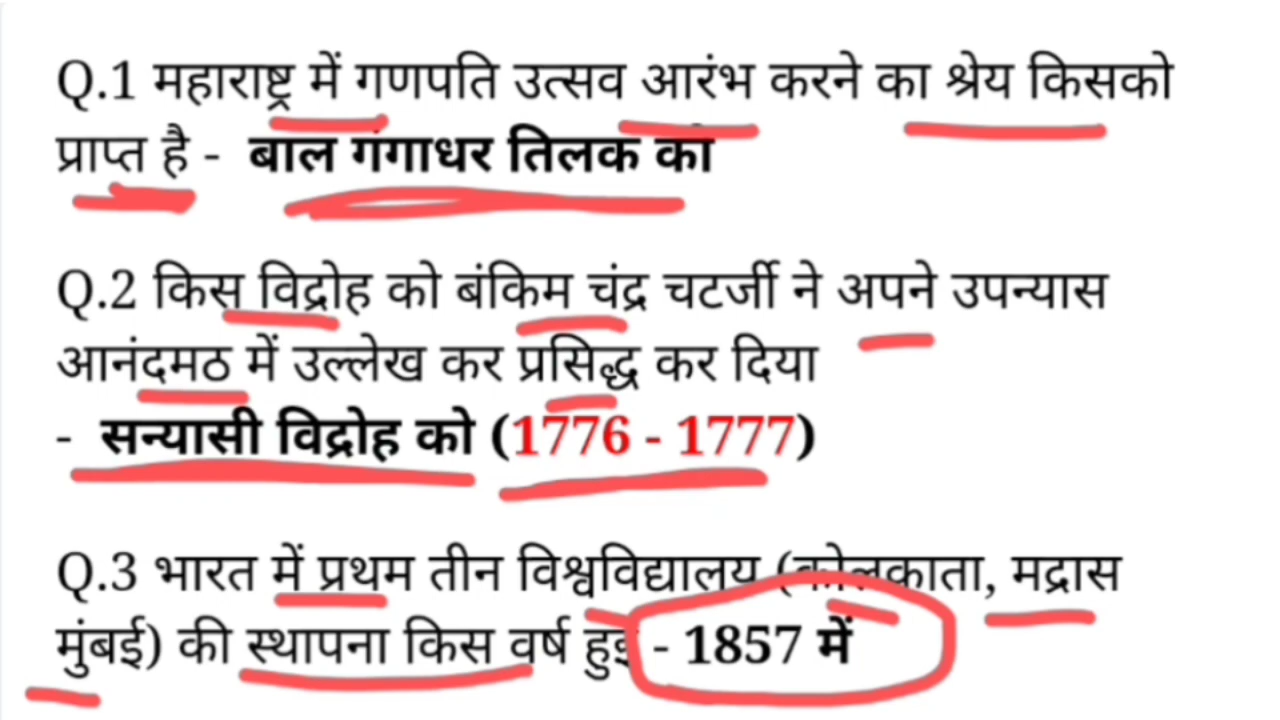 Q.1 महाराष्ट्र में गणपति उत्सव आरंभ करने का श्रेय किसको
प्राप्त है - बाल गंगाधर तिलक को
Q.2 किस विद्रोह को बंकिम चंद्र चटर्जी ने अपने उपन्यास
आनंदमठ में उल्लेख कर प्रसिद्ध कर दिया
- सन्यासी विद्रोह को (1776 - 1777)
Q.3 भारत में प्रथम तीन विश्वविद्यालय (कोलकाता, मद्रास
मुंबई) की स्थापना किस वर्ष हुइ - 1857 में